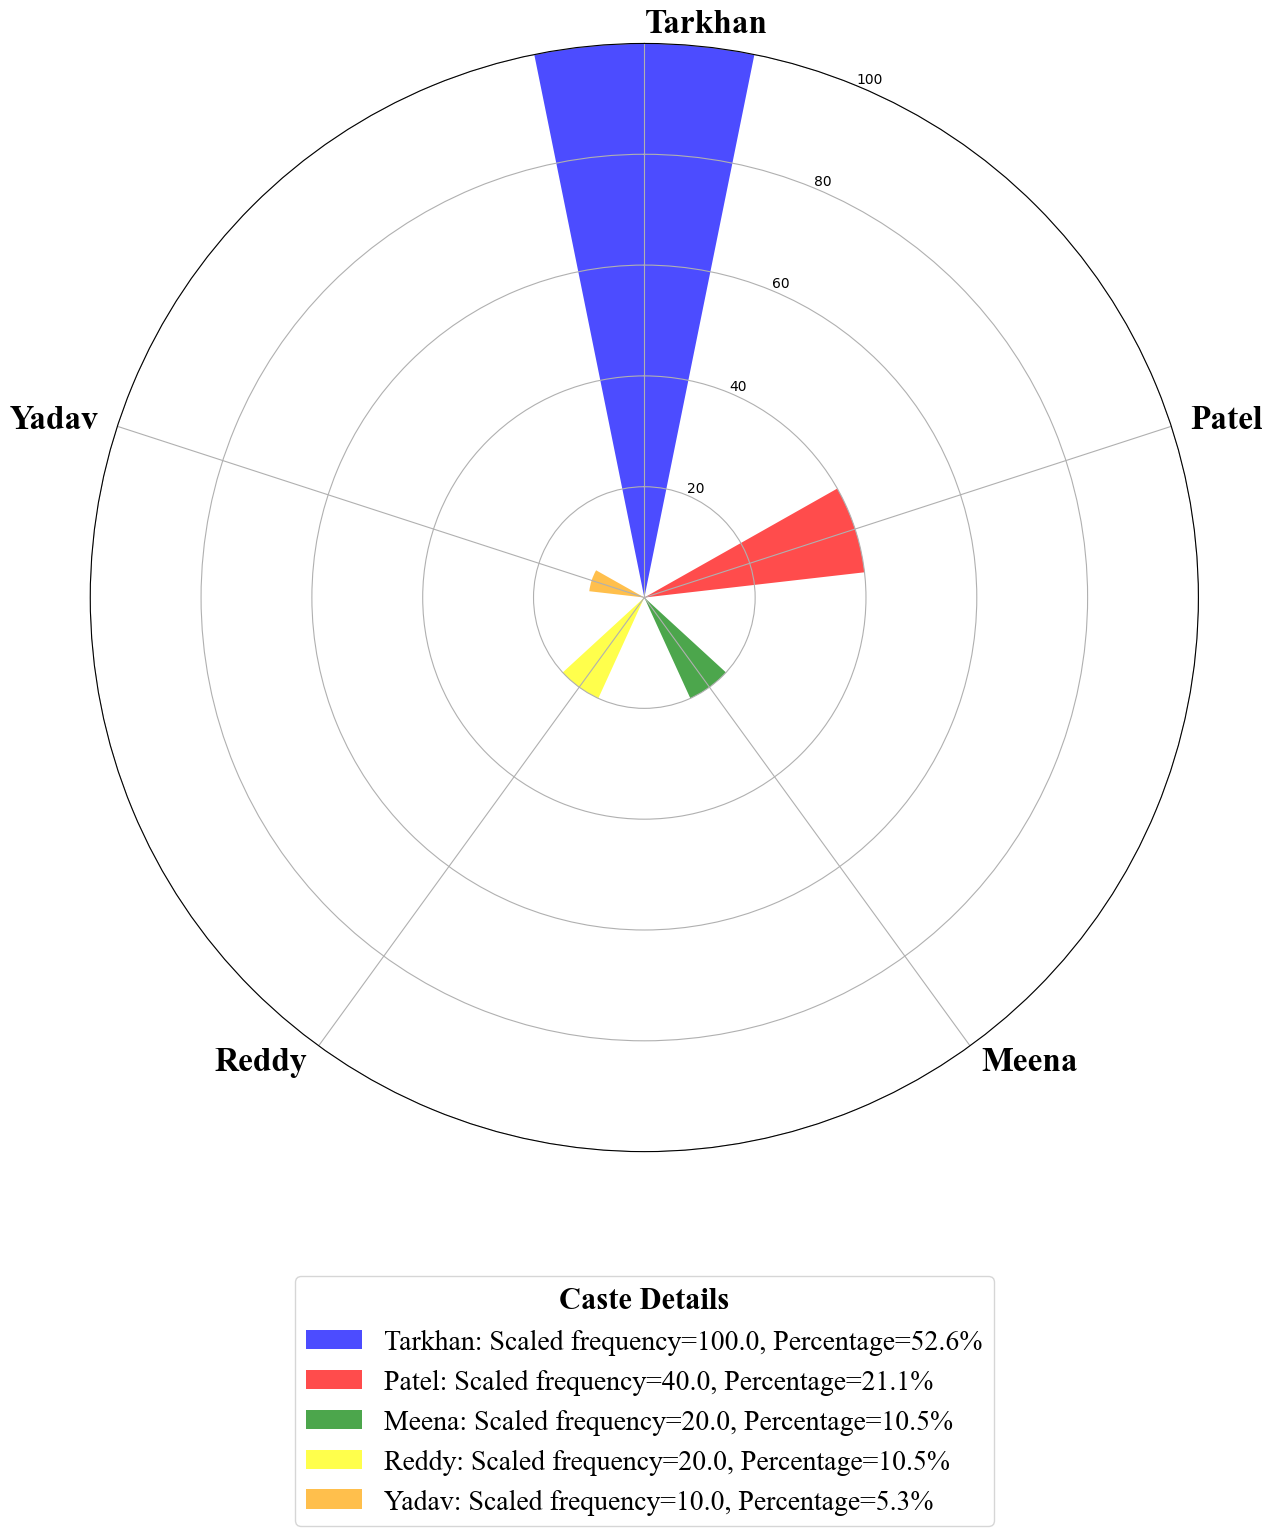 Tarkhan
100
80
60
40
20
Yadav
Patel
Reddy
Meena
Caste Details
Tarkhan: Scaled frequency=100.0, Percentage=52.6%
Patel: Scaled frequency=40.0, Percentage=21.1%
Meena: Scaled frequency=20.0, Percentage=10.5%
Reddy: Scaled frequency=20.0, Percentage=10.5%
Yadav: Scaled frequency=10.0, Percentage=5.3%